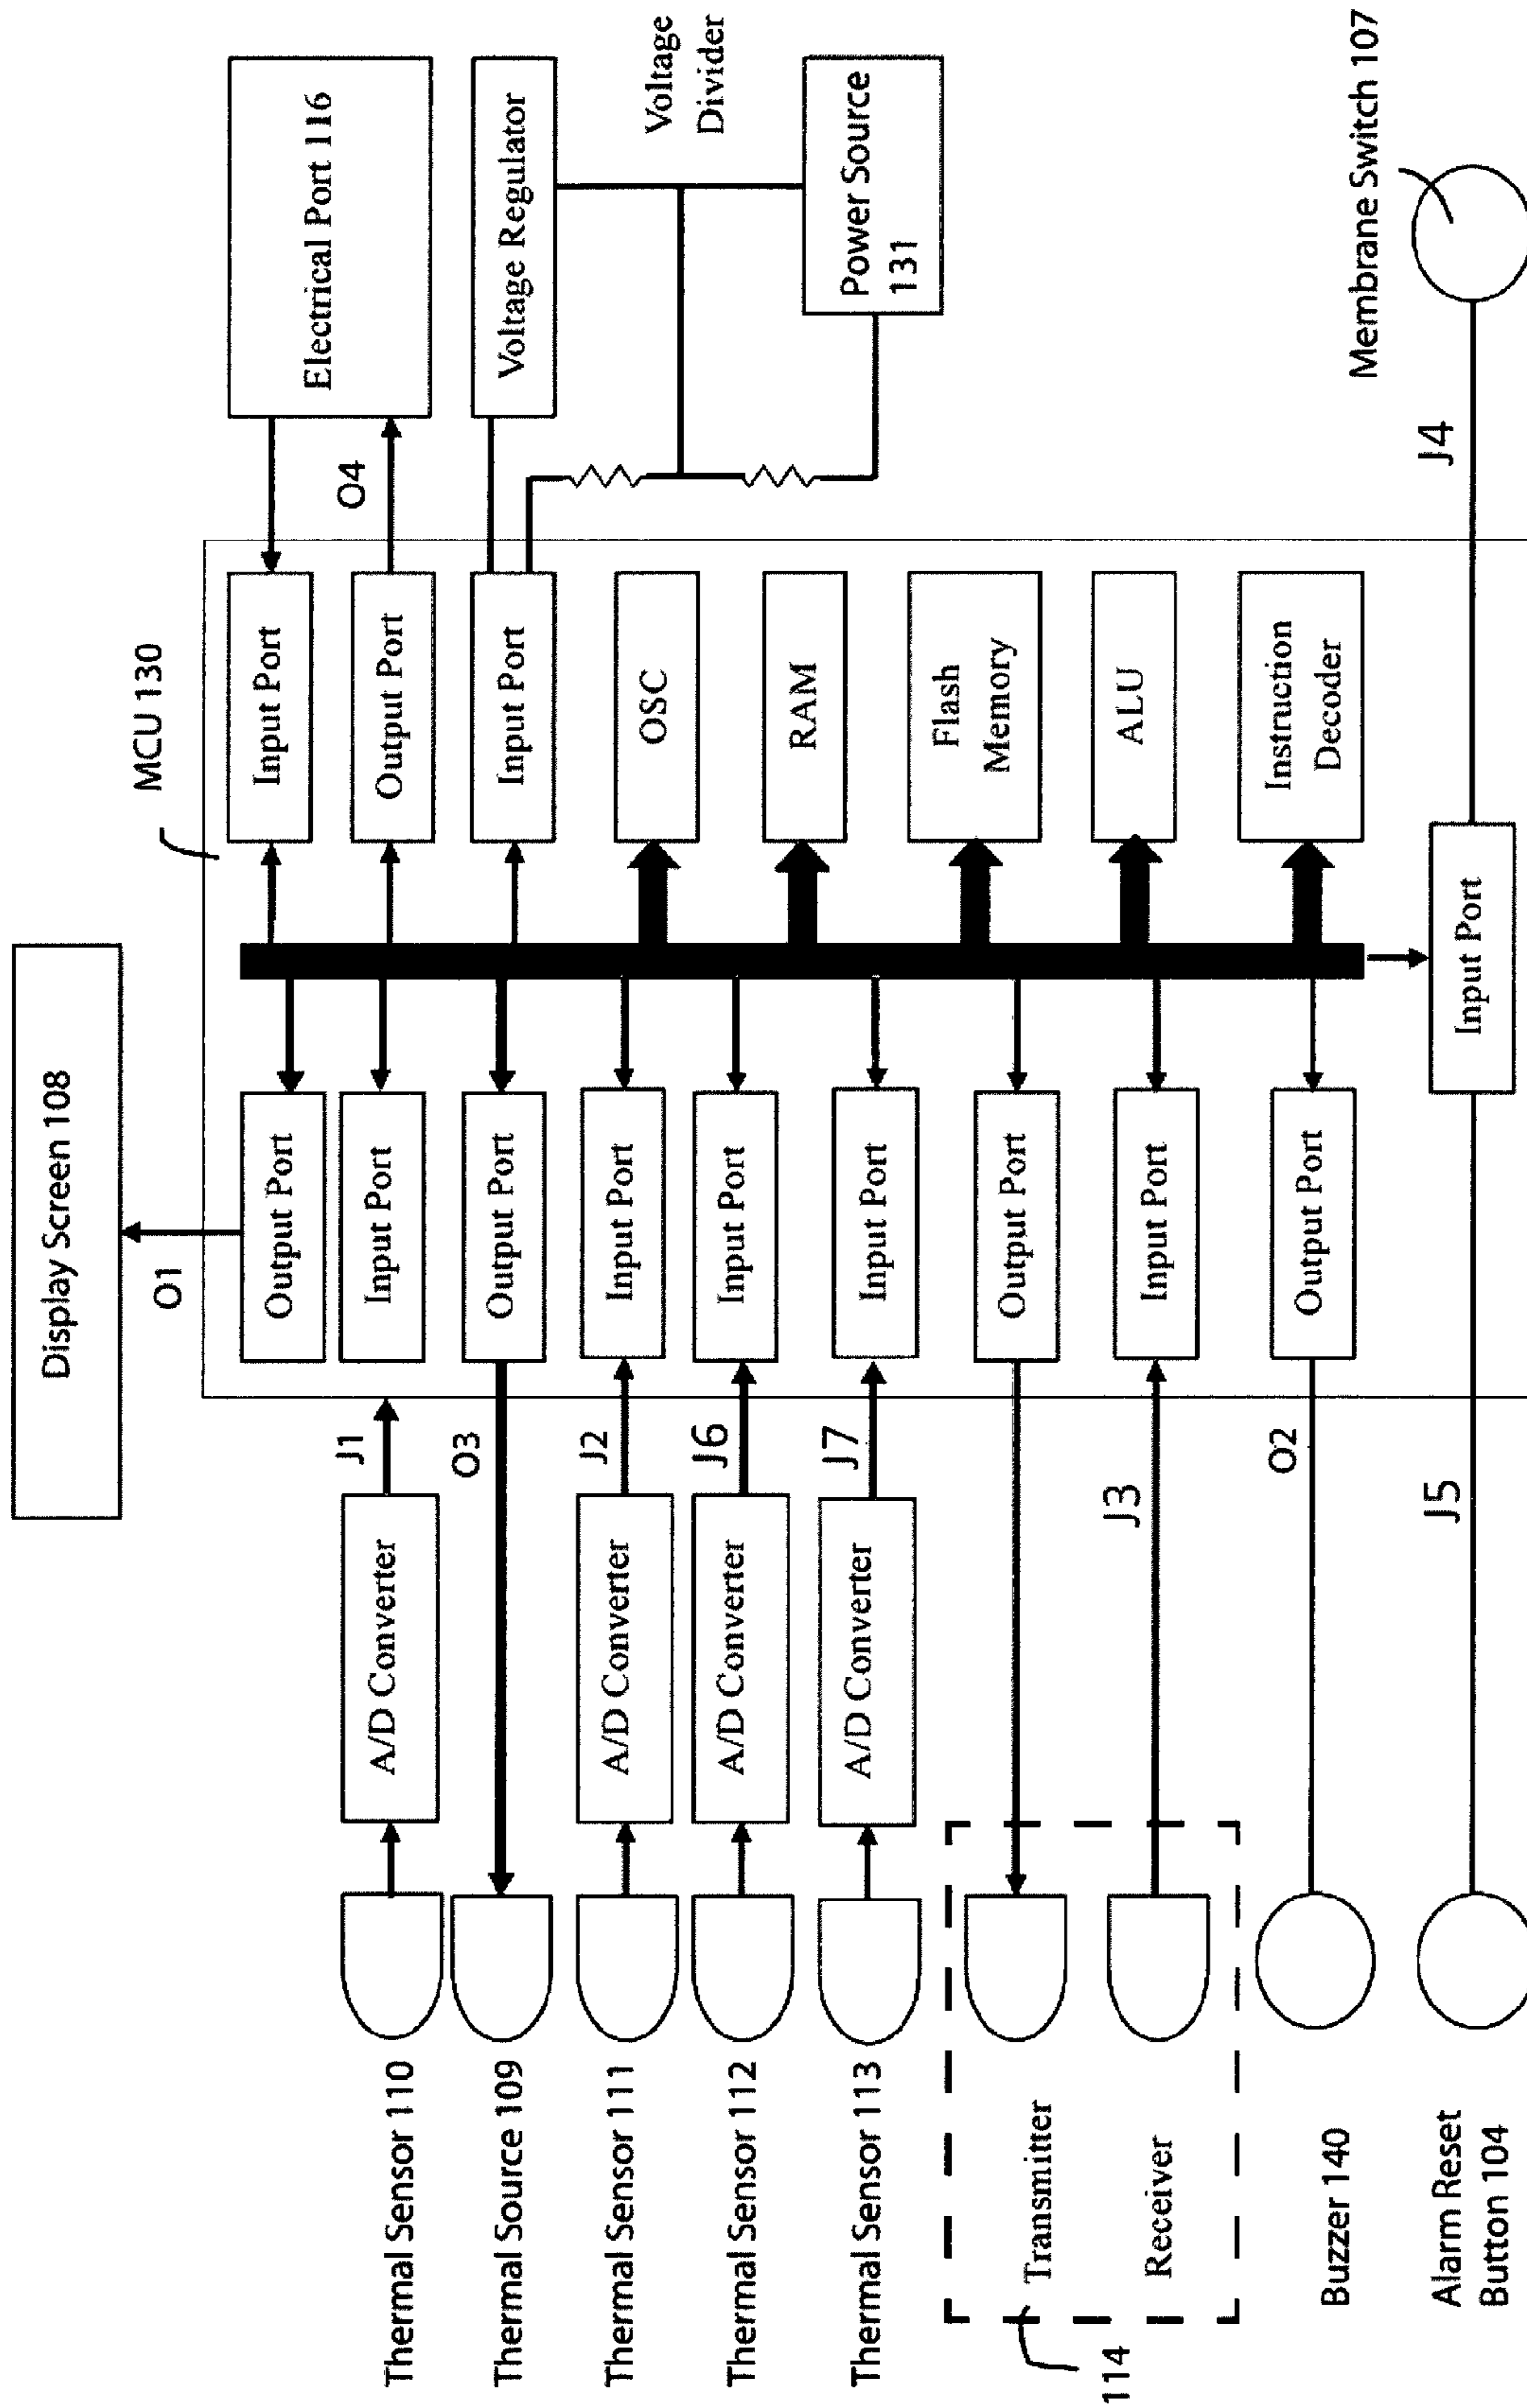 Display Screen 108
O1
MCU 130
Thermal Sensor 110
A/D Converter
J1
Output Port
Input Port
Input Port
Electrical Port 116
Thermal Source 109
O3
Output Port
Output Port
O4
Thermal Sensor 111
A/D Converter
J2
Input Port
Input Port
Voltage Regulator
Thermal Sensor 112
A/D Converter
J6
Input Port
OSC
Voltage
Divider
Thermal Sensor 113
A/D Converter
J7
Input Port
RAM
Power Source
131
114
Transmitter
Output Port
Flash
Memory
Receiver
J3
Input Port
ALU
Buzzer 140
O2
Output Port
Instruction
Decoder
Alarm Reset
Button 104
J5
Input Port
J4
Membrane Switch 107